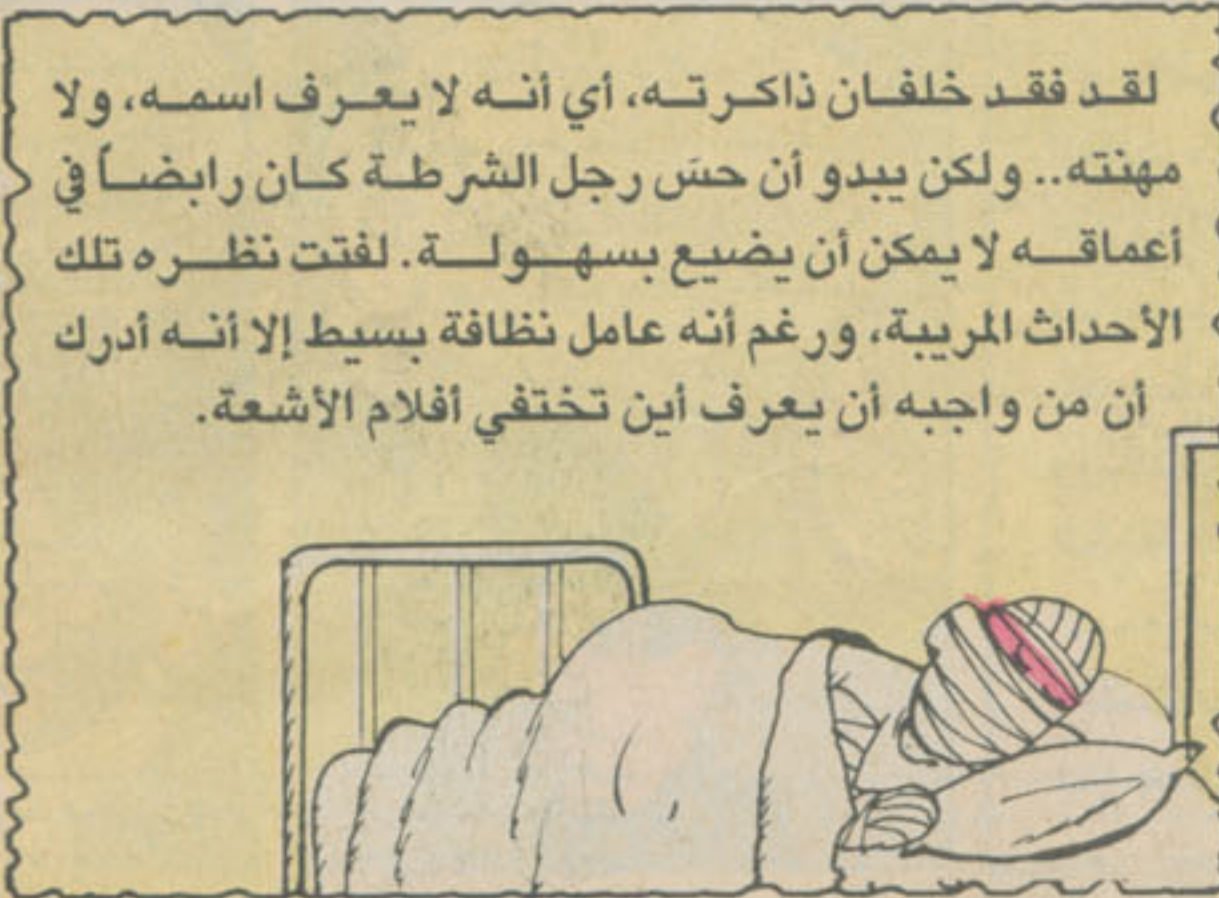 لقد فقد خلفان ذاكرته، أي أنه لا يعرف اسمه، ولا
مهنته.. ولكن يبدو أن حسَ رجل الشرطة كان رابضاً في
أعماقه لا يمكن أن يضيع بسهولة. لفتت نظره تلك
الأحداث المريبة، ورغم أنه عامل نظافة بسيط إلا أنه أدرك
أن من واجبه أن يعرف أين تختفي أفلام الأشعة.